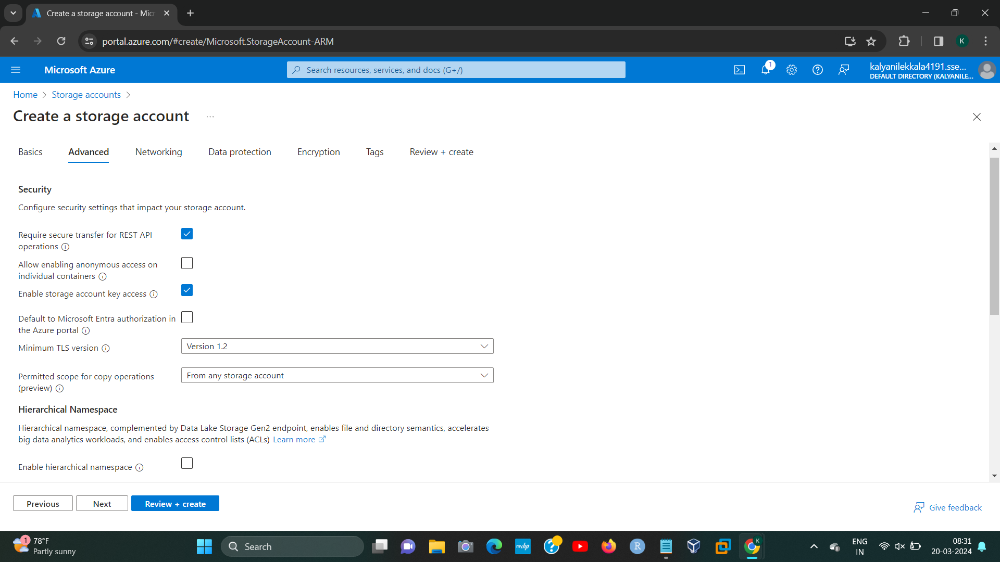 Create a storage account - Micr
portal.azure.com/#create/Microsoft.StorageAccount-ARM
K
Microsoft Azure
Search resources, services, and docs (G+/)
1
kalyanilekkala4191.sse...
DEFAULT DIRECTORY (KALYANILE...
Home > Storage accounts >
Create a storage account ...
Basics
Advanced
Networking
Data protection
Encryption
Tags
Review + create
Security
Configure security settings that impact your storage account.
Require secure transfer for REST API
operations
Allow enabling anonymous access on
individual containers
Enable storage account key access
Default to Microsoft Entra authorization in
the Azure portal
Minimum TLS version
Version 1.2
Permitted scope for copy operations
(preview)
From any storage account
Hierarchical Namespace
Hierarchical namespace, complemented by Data Lake Storage Gen2 endpoint, enables file and directory semantics, accelerates
big data analytics workloads, and enables access control lists (ACLs) Learn more
Enable hierarchical namespace
Previous
Next
Review + create
Give feedback
1
78°F
Partly sunny
Search
myhp
R
K
ENG
IN
08:31
20-03-2024